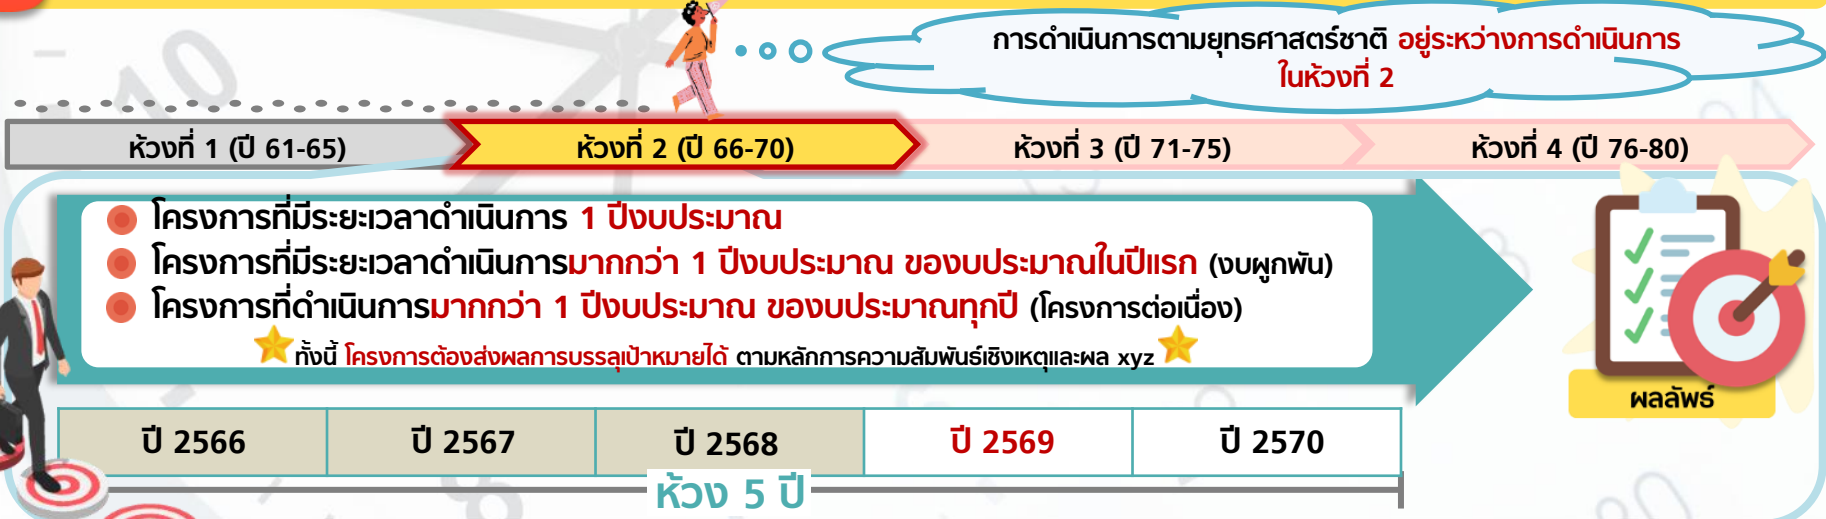 การดำเนินการตามยุทธศาสตร์ชาติ อยู่ระหว่างการดำเนินการ
ในห้วงที่ 2
ห้วงที่ 1 (ปี 61-65)
ห้วงที่ 2 (ปี 66-70)
ห้วงที่ 3 (ปี 71-75)
ห้วงที่ 4 (ปี 76-80)
โครงการที่มีระยะเวลาดำเนินการ 1 ปีงบประมาณ
โครงการที่มีระยะเวลาดำเนินการมากกว่า 1 ปีงบประมาณ ของบประมาณในปีแรก (งบผูกพัน)
โครงการที่ดำเนินการมากกว่า 1 ปีงบประมาณ ของบประมาณทุกปี (โครงการต่อเนื่อง)
ทั้งนี้ โครงการต้องส่งผลการบรรลุเป้าหมายได้ ตามหลักการความสัมพันธ์เชิงเหตุและผล xyz
ผลลัพธ์
ปี 2566
ปี 2567
ปี 2568
ปี 2569
ปี 2570
ห้วง 5 ปี